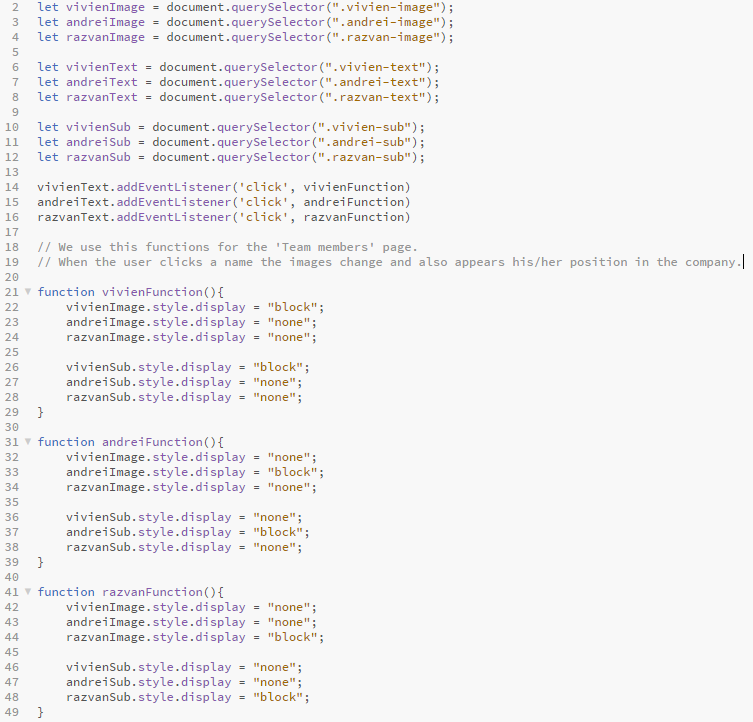 2 let vivienImage = document.querySelector(".vivien-image");
3 let andreiImage = document.querySelector(".andrei-image");
4 let razvanImage = document.querySelector(".razvan-image");
5
6 let vivienText = document.querySelector(".vivien-text");
7 let andreiText = document.querySelector(".andrei-text");
8 let razvanText = document.querySelector(".razvan-text");
9
10 let vivienSub = document.querySelector(".vivien-sub");
11 let andreiSub = document.querySelector(".andrei-sub");
12 let razvanSub = document.querySelector(".razvan-sub");
13
14 vivienText.addEventListener('click', vivienFunction)
15 andreiText.addEventListener('click', andreiFunction)
16 razvanText.addEventListener('click', razvanFunction)
17
18 // We use this functions for the 'Team members' page.
19 // When the user clicks a name the images change and also appears his/her position in the company.
20
21 function vivienFunction(){
22 vivienImage.style.display = "block";
23 andreiImage.style.display = "none";
24 razvanImage.style.display = "none";
25
26 vivienSub.style.display = "block";
27 andreiSub.style.display = "none";
28 razvanSub.style.display = "none";
29 }
30
31 function andreiFunction(){
32 vivienImage.style.display = "none";
33 andreiImage.style.display = "block";
34 razvanImage.style.display = "none";
35
36 vivienSub.style.display = "none";
37 andreiSub.style.display = "block";
38 razvanSub.style.display = "none";
39 }
40
41 function razvanFunction(){
42 vivienImage.style.display = "none";
43 andreiImage.style.display = "none";
44 razvanImage.style.display = "block";
45
46 vivienSub.style.display = "none";
47 andreiSub.style.display = "none";
48 razvanSub.style.display = "block";
49 }